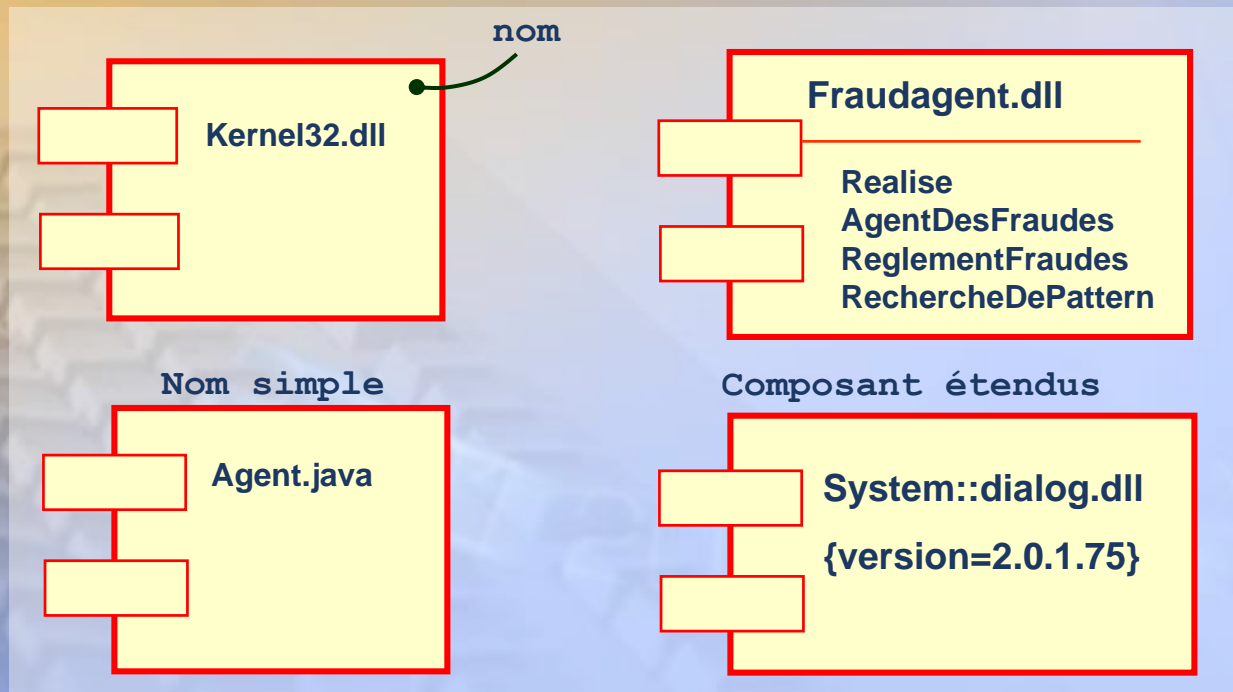 nom
Kernel32.dll
Fraudagent.dll
Realise
AgentDesFraudes
ReglementFraudes
RechercheDePattern
Nom simple
Composant étendus
Agent.java
System::dialog.dll
{version=2.0.1.75}